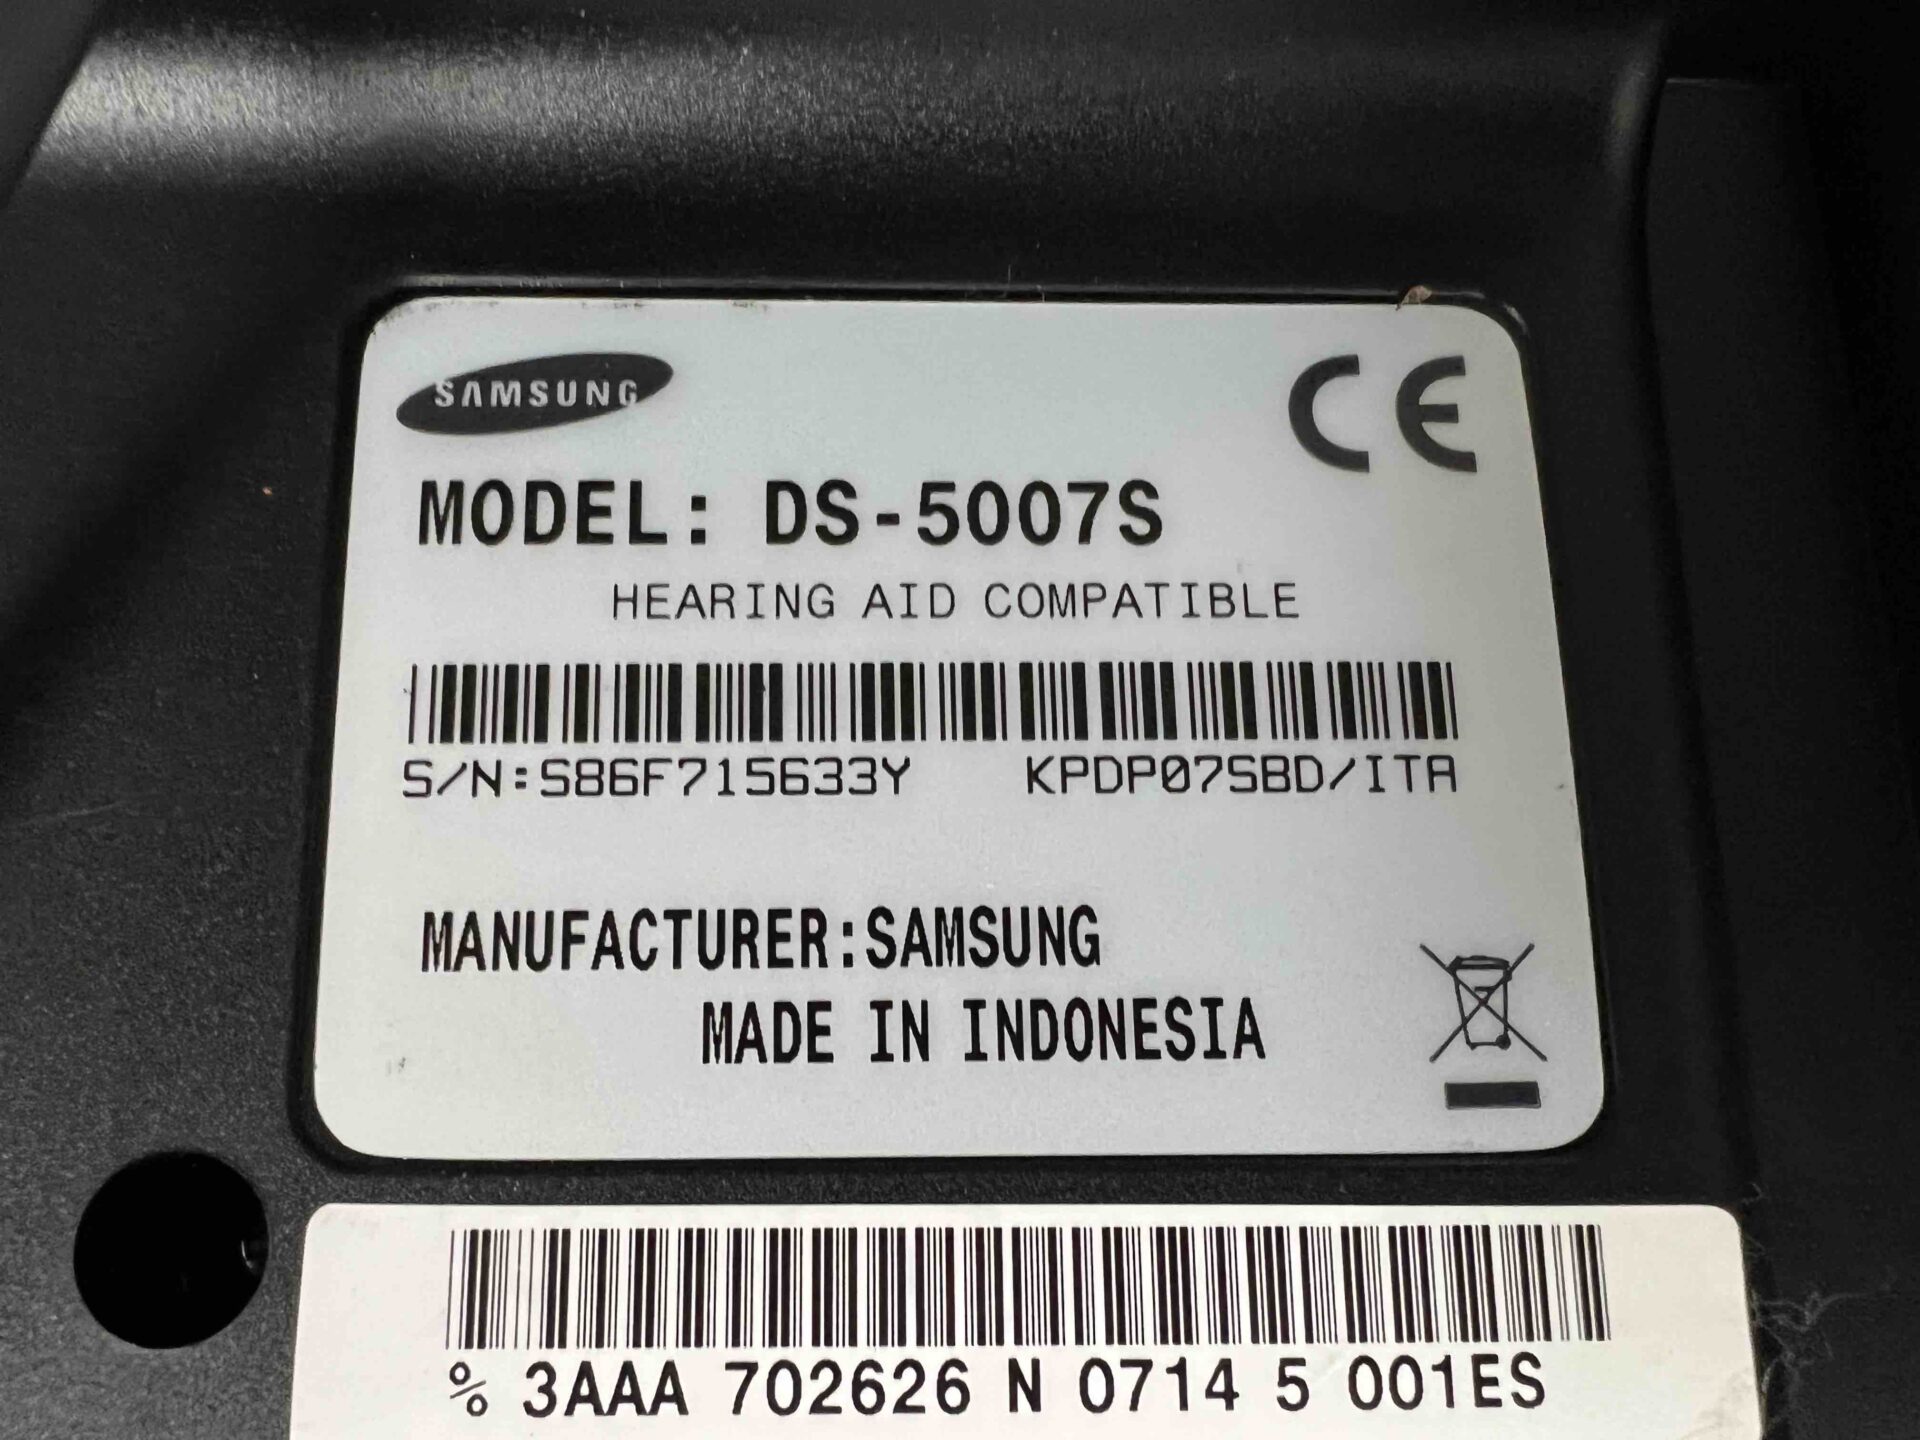 SAMSUNG
CE
MODEL: DS-5007S
HEARING AID COMPATIBLE
S/N:S86F715633Y KPDP07SBD/ITA
MANUFACTURER:SAMSUNG
MADE IN INDONESIA
% 3AAA 702626 N 0714 5 001ES